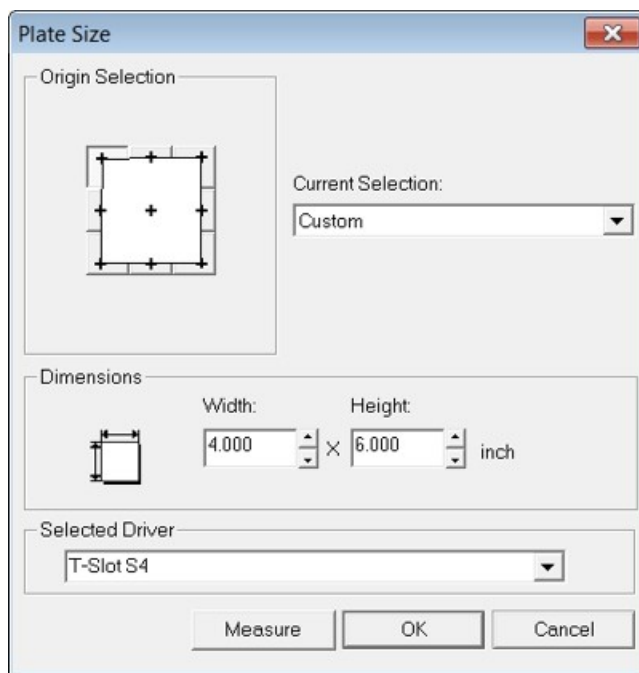 Plate Size
Origin Selection
Current Selection:
Custom
Dimensions
Width:
Height:
4.000
X
6.000
inch
Selected Driver
T-Slot S4
Measure
OK
Cancel